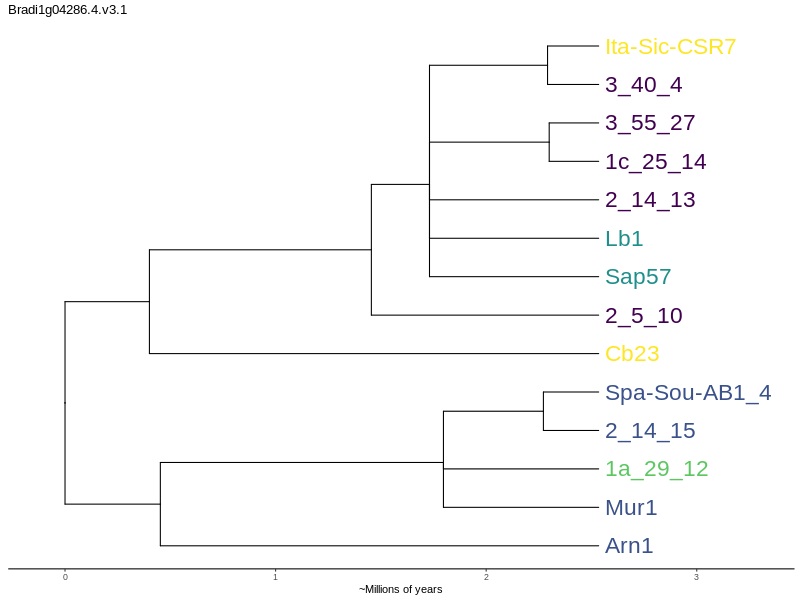 Bradi1g04286.4.v3.1
Ita-Sic-CSR7
3_40_4
3_55_27
1c_25_14
2_14_13
Lb1
Sap57
2_5_10
Cb23
Spa-Sou-AB1_4
2_14_15
1a_29_12
Mur1
Arn1
0 1 2 3
~Millions of years